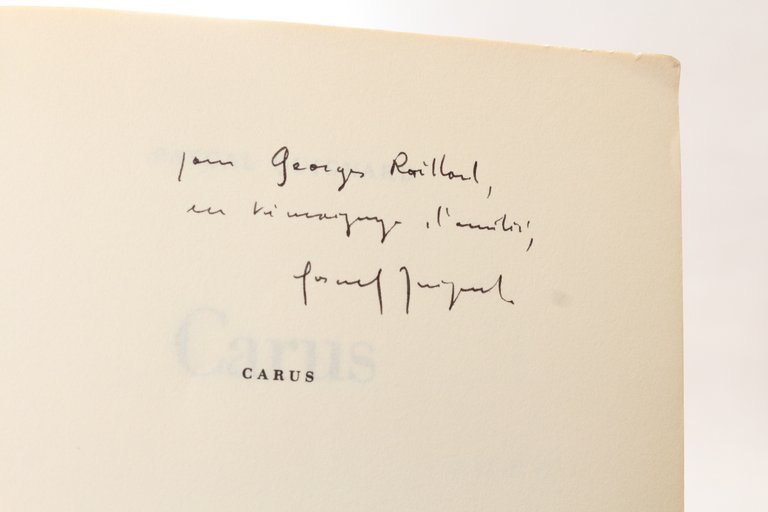 pour Georges Raillard,
en témoignage d'amitié,
Pascal Quignard
Carus
CARUS